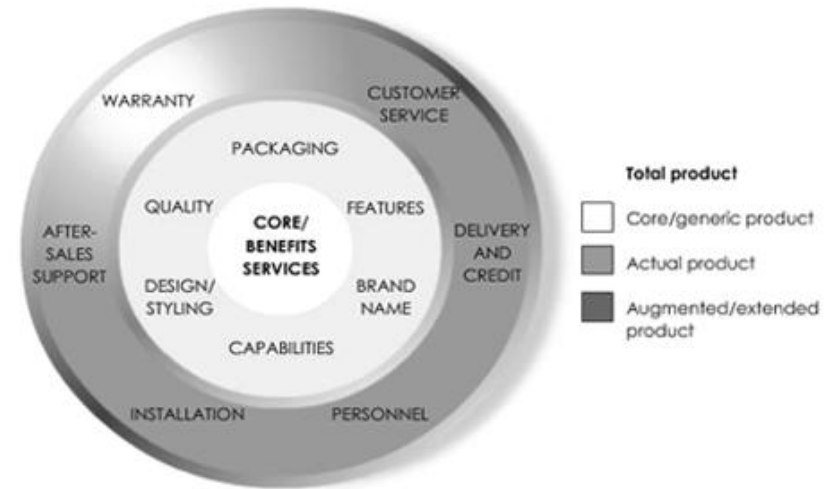 WARRANTY
CUSTOMER
SERVICE
PACKAGING
QUALITY
FEATURES
CORE/
BENEFITS
SERVICES
AFTER-
SALES
SUPPORT
DELIVERY
AND
CREDIT
DESIGN/
STYLING
BRAND
NAME
CAPABILITIES
INSTALLATION
PERSONNEL
Total product
Core/generic product
Actual product
Augmented/extended
product